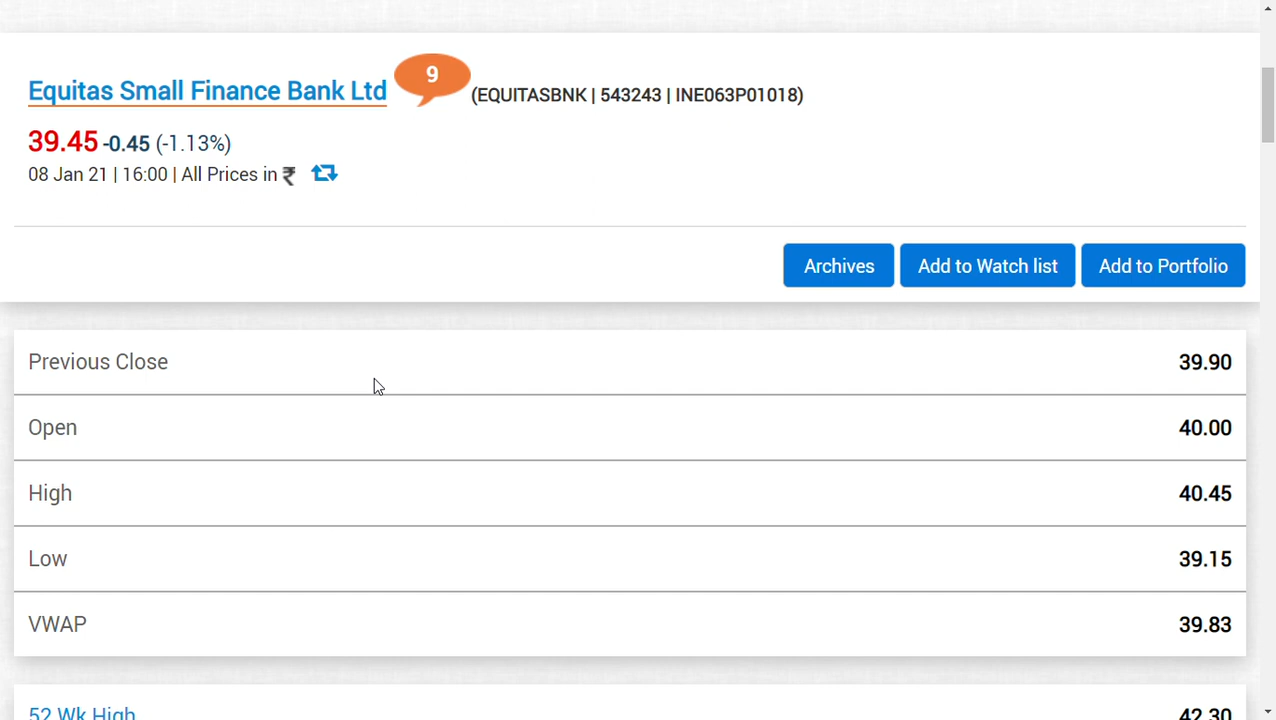 Equitas Small Finance Bank Ltd 9 (EQUITASBNK | 543243 | INE063P01018)
39.45 -0.45 (-1.13%)
08 Jan 21 | 16:00 | All Prices in ₹
Archives Add to Watch list Add to Portfolio
Previous Close 39.90
Open 40.00
High 40.45
Low 39.15
VWAP 39.83
52 Wk High 42.30